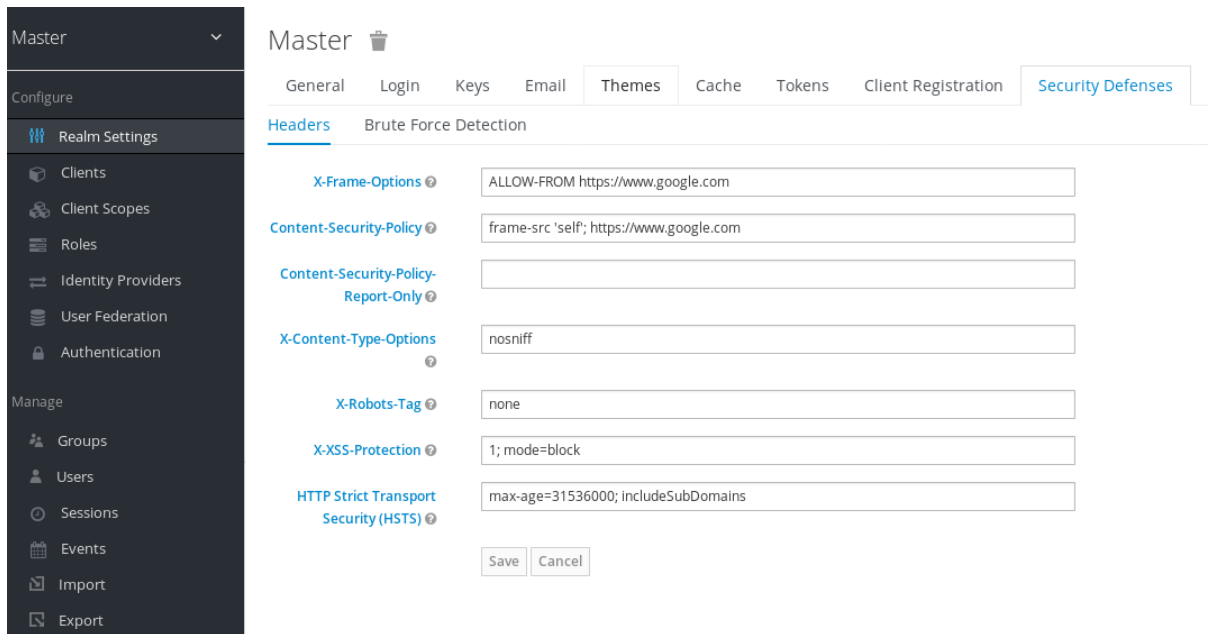 Master
Configure
Realm Settings
Clients
Client Scopes
Roles
Identity Providers
User Federation
Authentication
Manage
Groups
Users
Sessions
Events
Import
Export
Master
General Login Keys Email Themes Cache Tokens Client Registration Security Defenses
Headers Brute Force Detection
X-Frame-Options ALLOW-FROM https://www.google.com
Content-Security-Policy frame-src 'self'; https://www.google.com
Content-Security-Policy-
Report-Only
X-Content-Type-Options nosniff
X-Robots-Tag none
X-XSS-Protection 1; mode=block
HTTP Strict Transport max-age=31536000; includeSubDomains
Security (HSTS)
Save Cancel